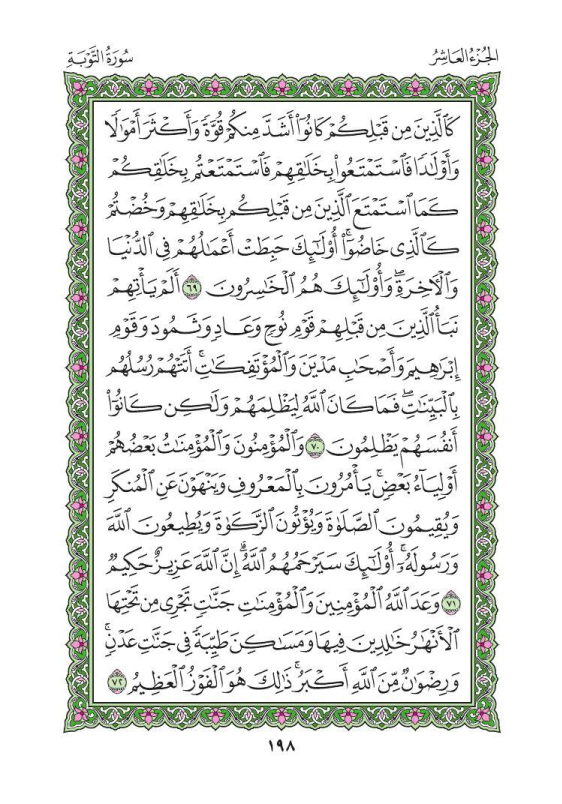 الجُزْءُ العَاشِرُ
سُورَةُ التَّوْبَةِ
كَالَّذِينَ مِن قَبْلِكُمْ كَانُوٓا۟ أَشَدَّ مِنكُمْ قُوَّةً وَأَكْثَرَ أَمْوَٰلًا
وَأَوْلَٰدًا فَٱسْتَمْتَعُوا۟ بِخَلَٰقِهِمْ فَٱسْتَمْتَعْتُم بِخَلَٰقِكُمْ
كَمَا ٱسْتَمْتَعَ ٱلَّذِينَ مِن قَبْلِكُم بِخَلَٰقِهِمْ وَخُضْتُمْ
كَٱلَّذِى خَاضُوٓا۟ ۚ أُو۟لَٰٓئِكَ حَبِطَتْ أَعْمَٰلُهُمْ فِى ٱلدُّنْيَا
وَٱلْءَاخِرَةِ ۖ وَأُو۟لَٰٓئِكَ هُمُ ٱلْخَٰسِرُونَ ٦٩ أَلَمْ يَأْتِهِمْ
نَبَأُ ٱلَّذِينَ مِن قَبْلِهِمْ قَوْمِ نُوحٍ وَعَادٍ وَثَمُودَ وَقَوْمِ
إِبْرَٰهِيمَ وَأَصْحَٰبِ مَدْيَنَ وَٱلْمُؤْتَفِكَٰتِ ۚ أَتَتْهُمْ رُسُلُهُم
بِٱلْبَيِّنَٰتِ ۖ فَمَا كَانَ ٱللَّهُ لِيَظْلِمَهُمْ وَلَٰكِن كَانُوٓا۟
أَنفُسَهُمْ يَظْلِمُونَ ٧٠ وَٱلْمُؤْمِنُونَ وَٱلْمُؤْمِنَٰتُ بَعْضُهُمْ
أَوْلِيَآءُ بَعْضٍ ۚ يَأْمُرُونَ بِٱلْمَعْرُوفِ وَيَنْهَوْنَ عَنِ ٱلْمُنكَرِ
وَيُقِيمُونَ ٱلصَّلَوٰةَ وَيُؤْتُونَ ٱلزَّكَوٰةَ وَيُطِيعُونَ ٱللَّهَ
وَرَسُولَهُۥٓ ۚ أُو۟لَٰٓئِكَ سَيَرْحَمُهُمُ ٱللَّهُ ۗ إِنَّ ٱللَّهَ عَزِيزٌ حَكِيمٌ
٧١ وَعَدَ ٱللَّهُ ٱلْمُؤْمِنِينَ وَٱلْمُؤْمِنَٰتِ جَنَّٰتٍ تَجْرِى مِن تَحْتِهَا
ٱلْأَنْهَٰرُ خَٰلِدِينَ فِيهَا وَمَسَٰكِنَ طَيِّبَةً فِى جَنَّٰتِ عَدْنٍ ۚ
وَرِضْوَٰنٌ مِّنَ ٱللَّهِ أَكْبَرُ ۚ ذَٰلِكَ هُوَ ٱلْفَوْزُ ٱلْعَظِيمُ ٧٢
١٩٨